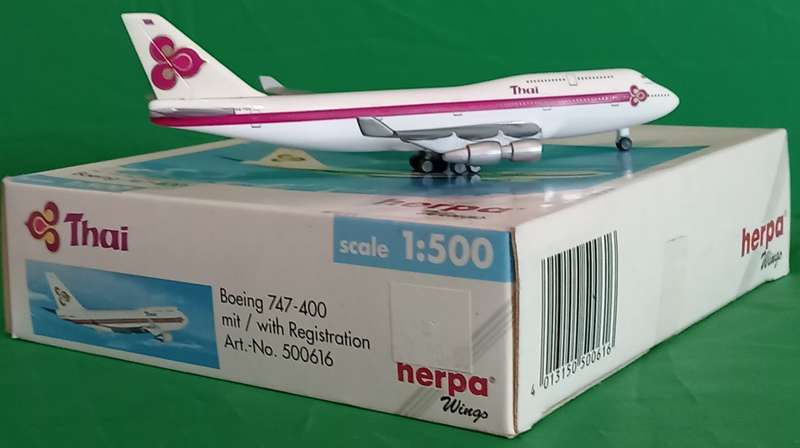 Thai
herpa
Thai
scale 1:500
Boeing 747-400
mit / with Registration
Art.-No. 500616
herpa®
Wings
herpa®
Wings
4 013150 500616